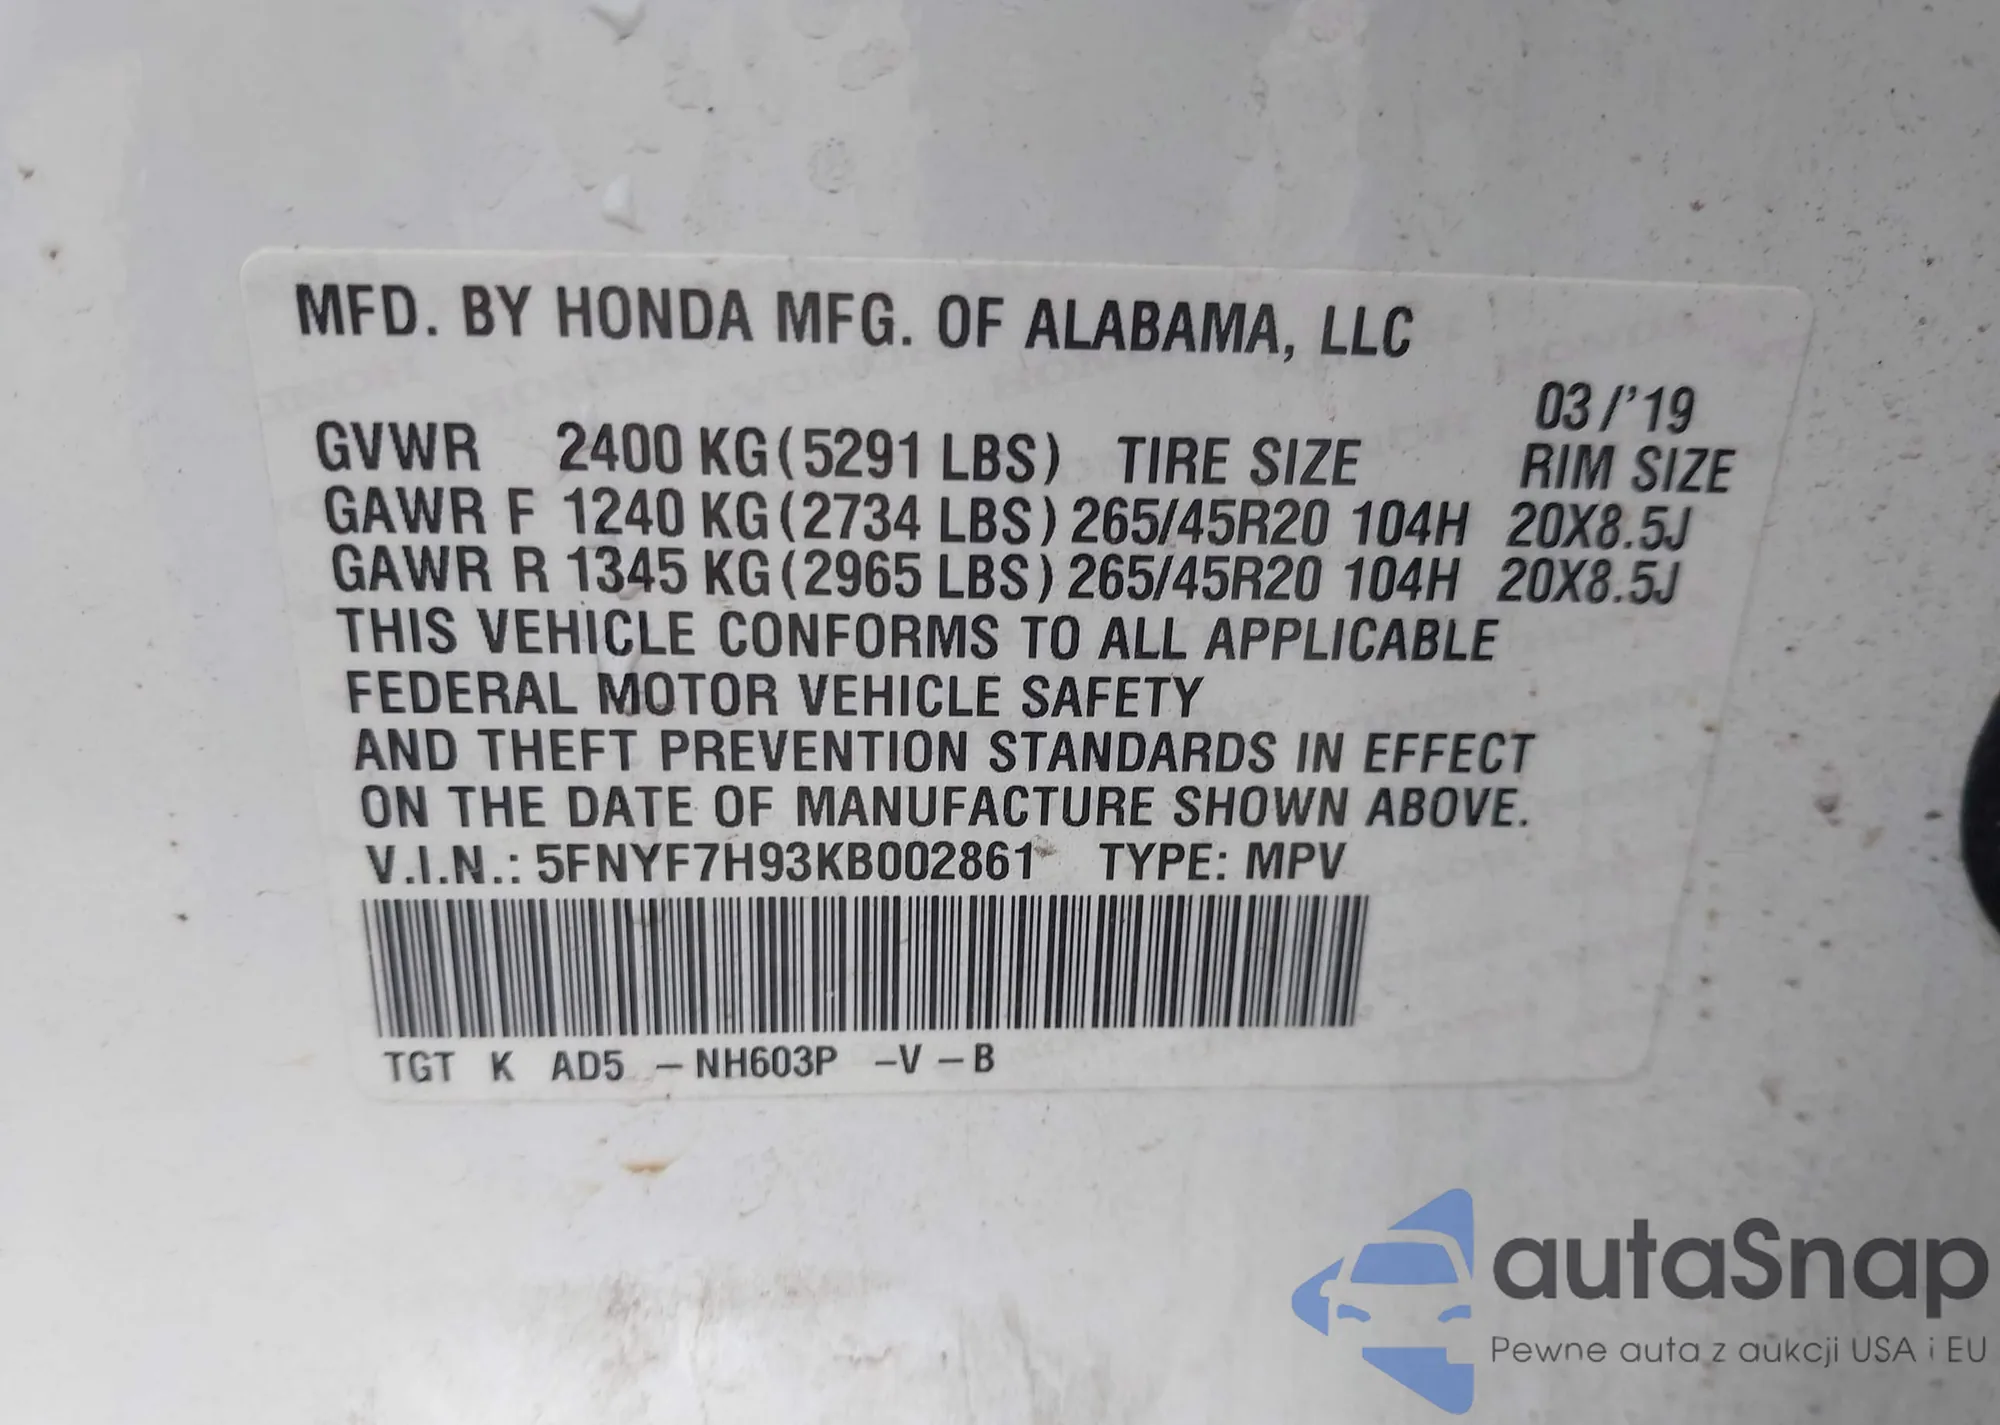 MFD. BY HONDA MFG. OF ALABAMA, LLC
03/'19
GVWR 2400 KG (5291 LBS) TIRE SIZE RIM SIZE
GAWR F 1240 KG (2734 LBS) 265/45R20 104H 20X8.5J
GAWR R 1345 KG (2965 LBS) 265/45R20 104H 20X8.5J
THIS VEHICLE CONFORMS TO ALL APPLICABLE
FEDERAL MOTOR VEHICLE SAFETY
AND THEFT PREVENTION STANDARDS IN EFFECT
ON THE DATE OF MANUFACTURE SHOWN ABOVE.
V.I.N.: 5FNYF7H93KB002861 TYPE: MPV
TGT K AD5 - NH603P - V - B
autaSnap
Pewne auta z aukcji USA i EU